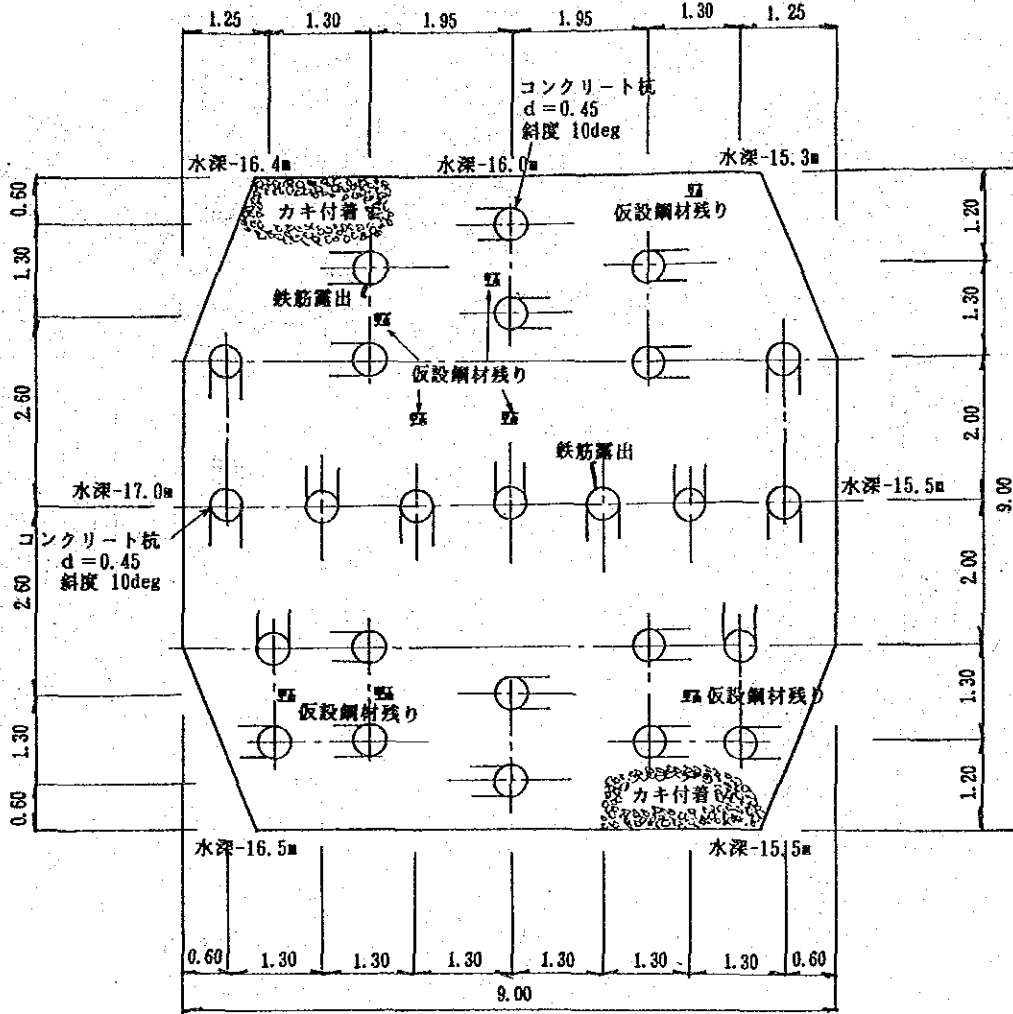 1.25 1.30 1.95 1.95 1.30 1.25
コンクリート杭
d=0.45
斜度 10deg
水深-16.4m
水深-16.0m
水深-15.3m
カキ付着
仮設鋼材残り
鉄筋露出
仮設鋼材残り
鉄筋露出
水深-17.0m
水深-15.5m
コンクリート杭
d=0.45
斜度 10deg
仮設鋼材残り
仮設鋼材残り
カキ付着
水深-16.5m
水深-15.5m
0.60
1.30
2.60
2.60
1.30
0.60
1.20
1.30
2.00
2.00
1.30
1.20
9.00
0.60 1.30 1.30 1.30 1.30 1.30 1.30 0.60
9.00